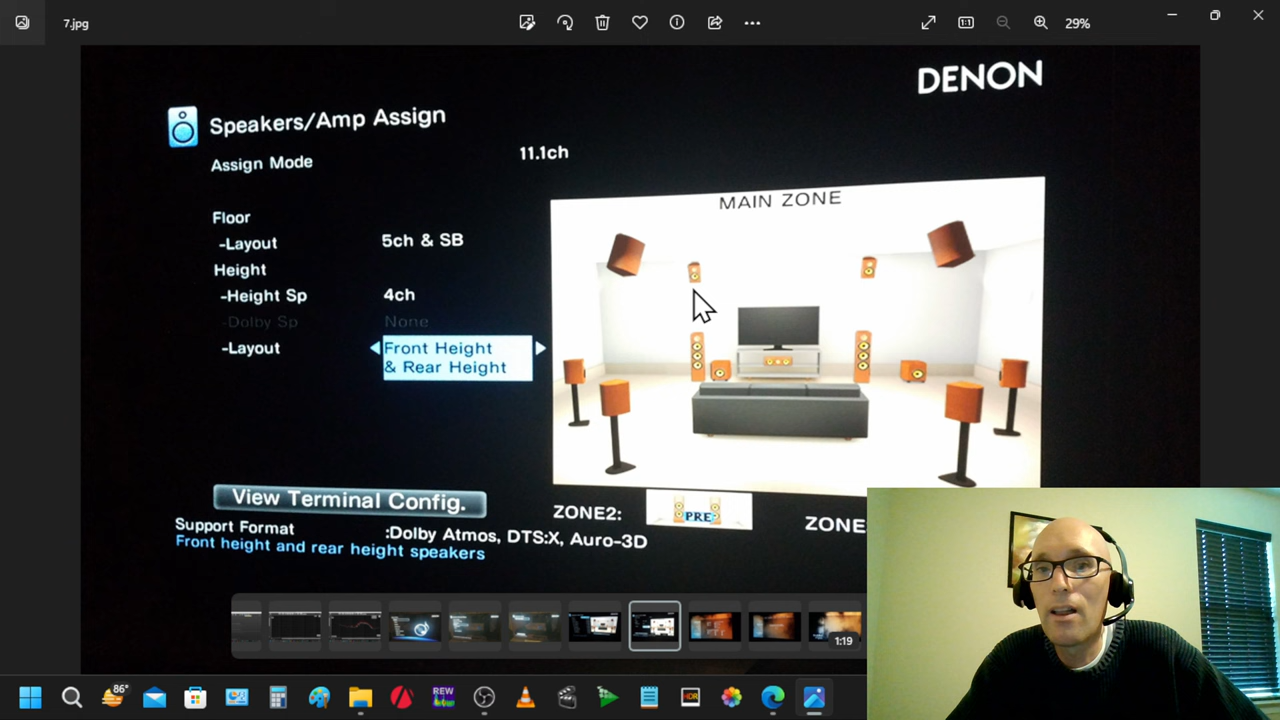 7.jpg
29%
DENON
Speakers/Amp Assign
Assign Mode 11.1ch
MAIN ZONE
Floor
-Layout 5ch & SB
Height
-Height Sp 4ch
-Dolby Sp None
-Layout Front Height
& Rear Height
View Terminal Config.
ZONE2: PRE
ZONE
Support Format :Dolby Atmos, DTS:X, Auro-3D
Front height and rear height speakers
1:19
86°
REW
HDR